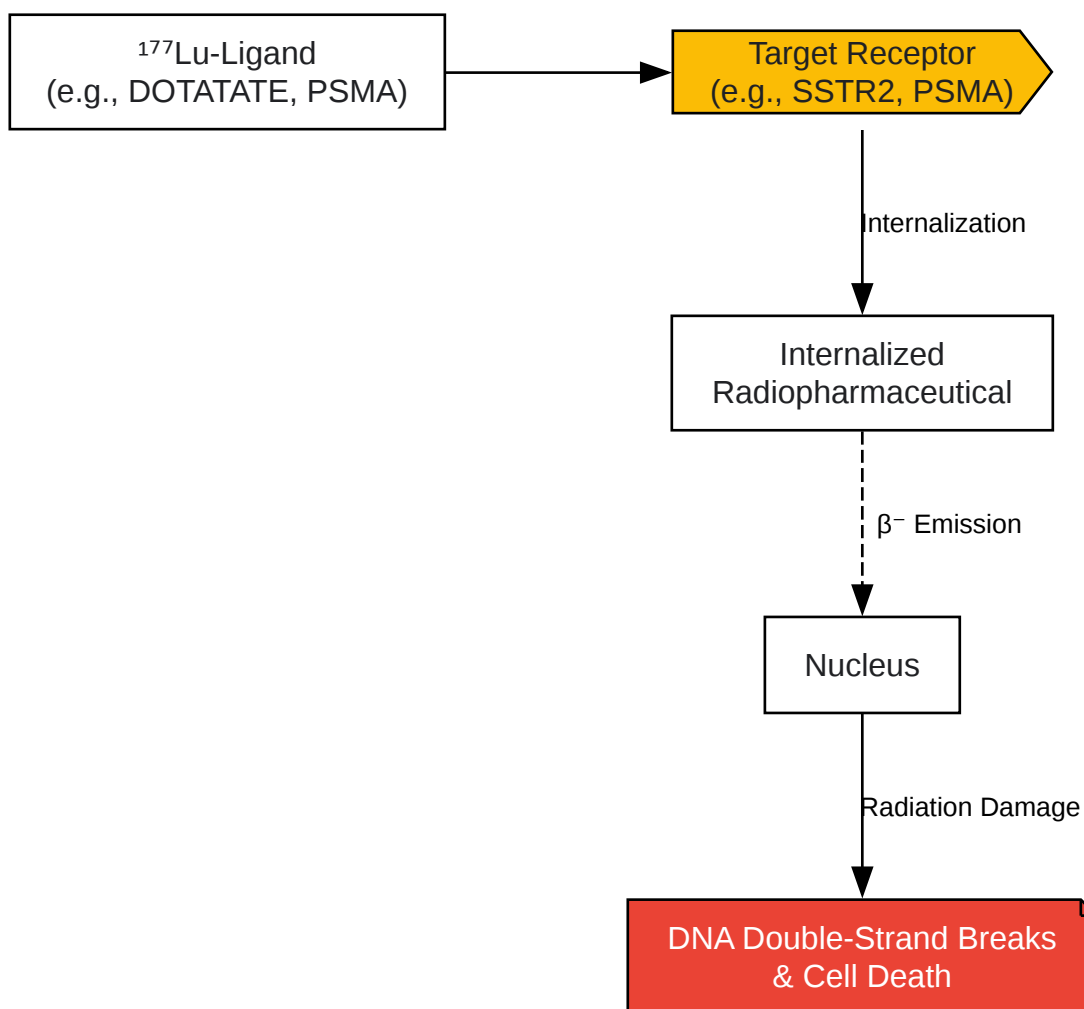 ¹⁷⁷Lu-Ligand
(e.g., DOTATATE, PSMA)
Target Receptor
(e.g., SSTR2, PSMA)
Internalization
Internalized
Radiopharmaceutical
β⁻ Emission
Nucleus
Radiation Damage
DNA Double-Strand Breaks
& Cell Death